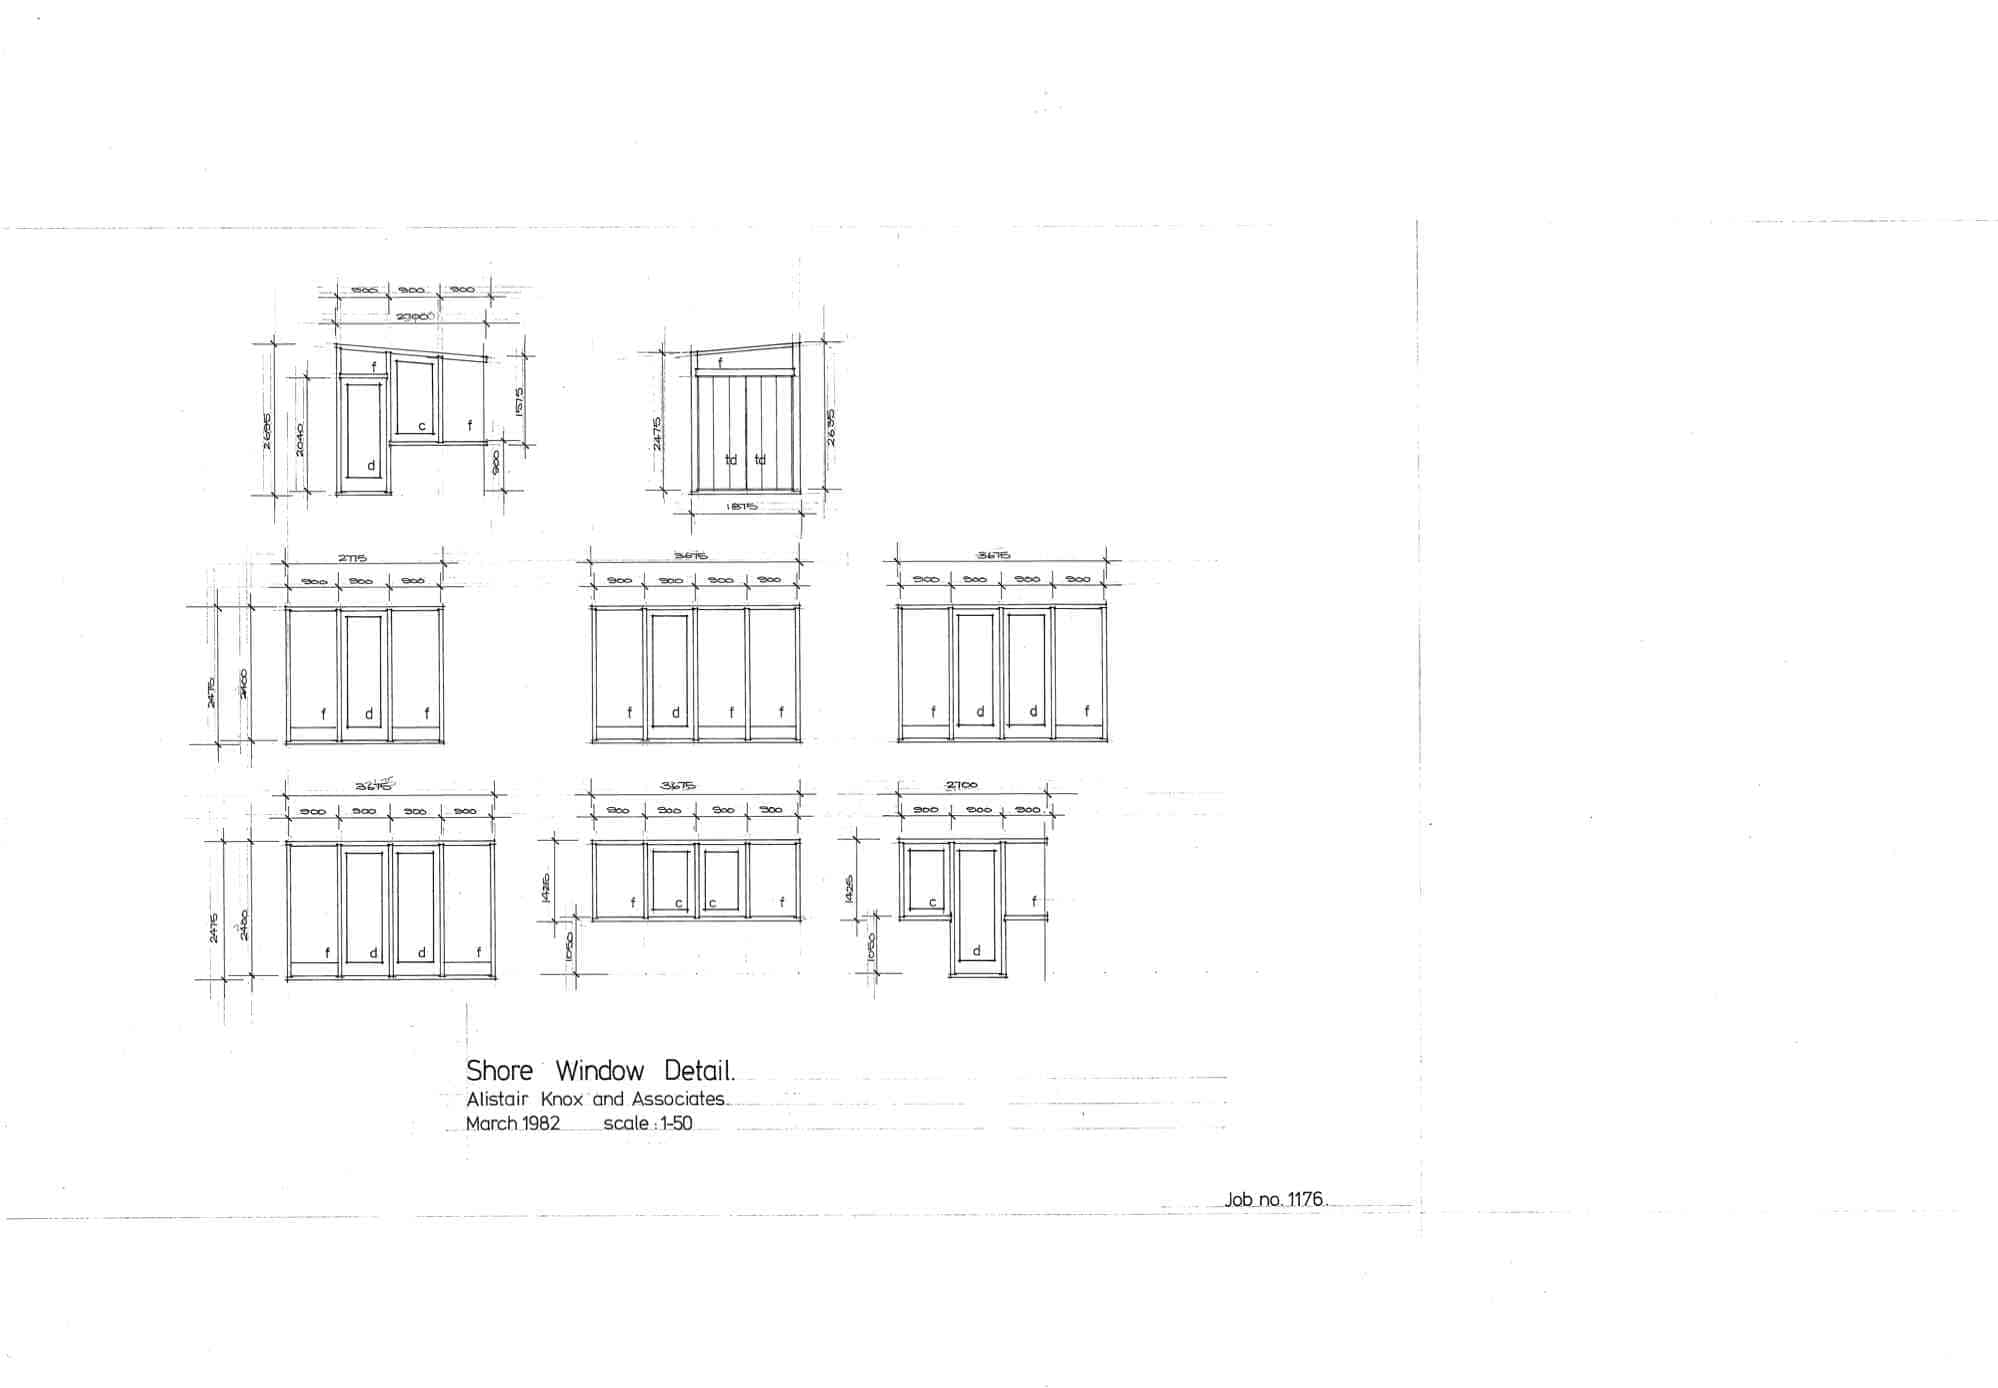 900 900 900
f
c
f
d
2040
1575
900
f
td td
2475
2635
1875
2775
900 900 900
2475
2400
f d f
3675
900 900 900 900
f d f f
3675
900 900 900 900
f d d f
3675
900 900 900 900
2475
2400
f d d f
3675
900 900 900 900
1425
1050
f c c f
2700
900 900 900
1425
1050
c
f
d
Shore Window Detail.
Alistair Knox and Associates.
March 1982 scale : 1-50
Job no. 1176.